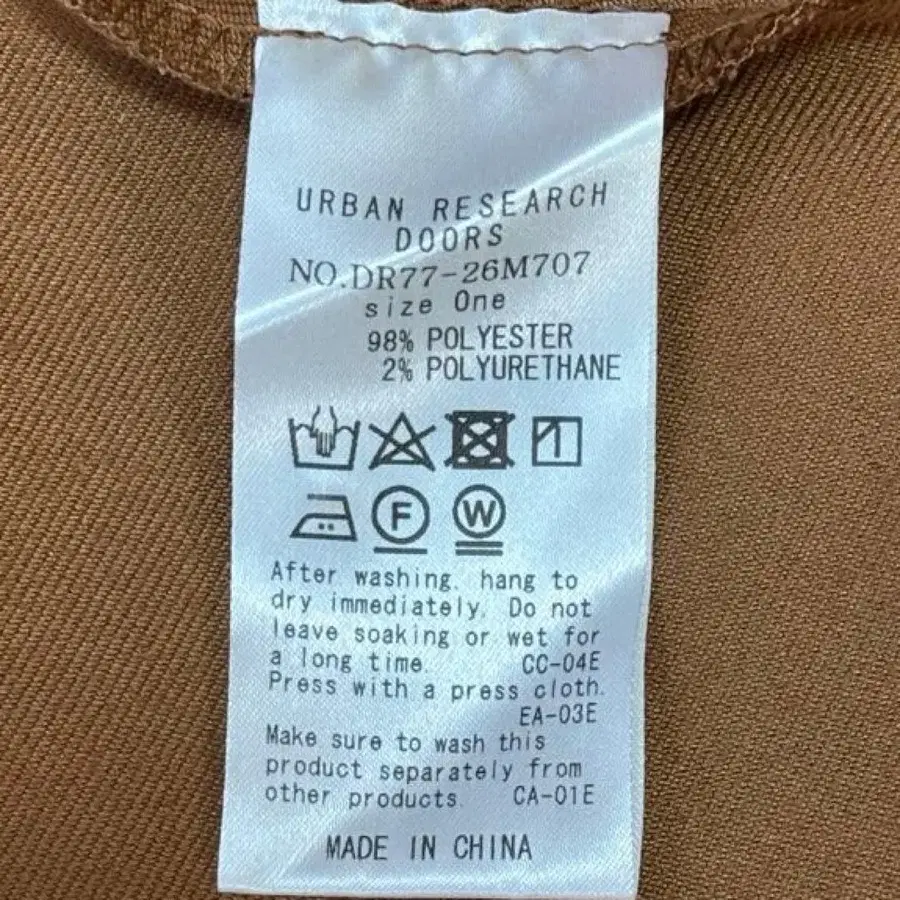 URBAN RESEARCH
DOORS
NO.DR77-26M707
size One
98% POLYESTER
2% POLYURETHANE
F W
After washing, hang to
dry immediately. Do not
leave soaking or wet for
a long time. CC-04E
Press with a press cloth.
EA-03E
Make sure to wash this
product separately from
other products. CA-01E
MADE IN CHINA